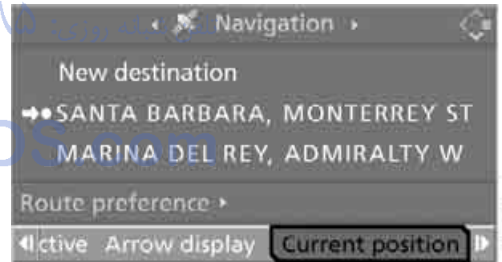 Navigation
New destination
SANTA BARBARA, MONTERREY ST
MARINA DEL REY, ADMIRALTY W
Route preference
ctive Arrow display Current position